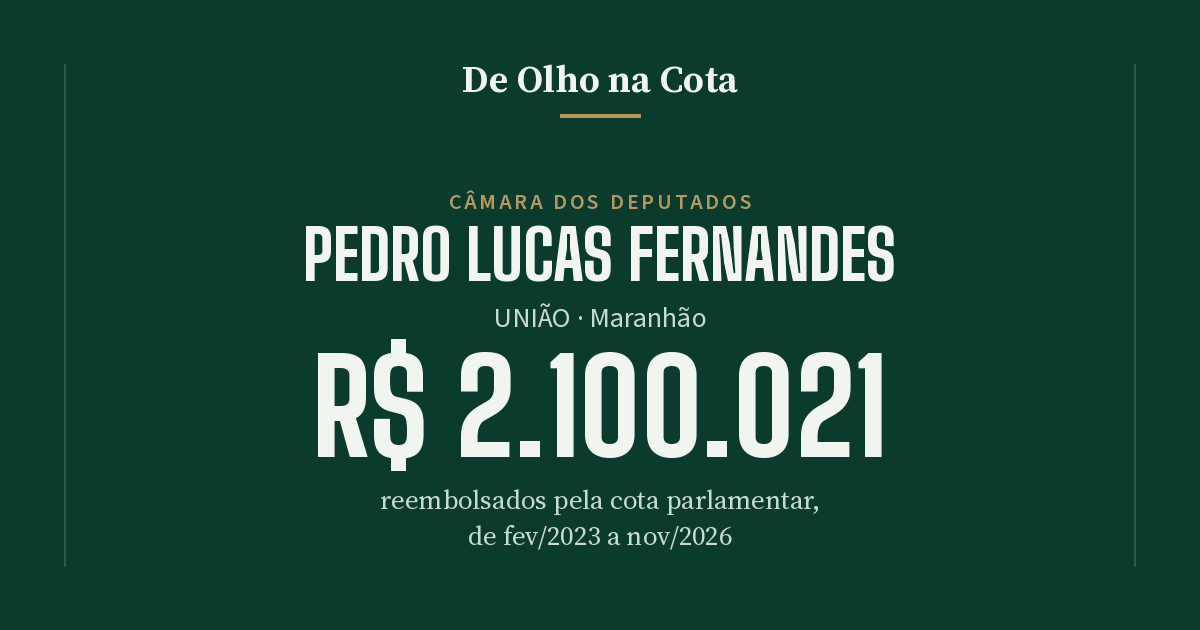 De Olho na Cota
CÂMARA DOS DEPUTADOS
PEDRO LUCAS FERNANDES
UNIÃO · Maranhão
R$ 2.100.021
reembolsados pela cota parlamentar,
de fev/2023 a nov/2026